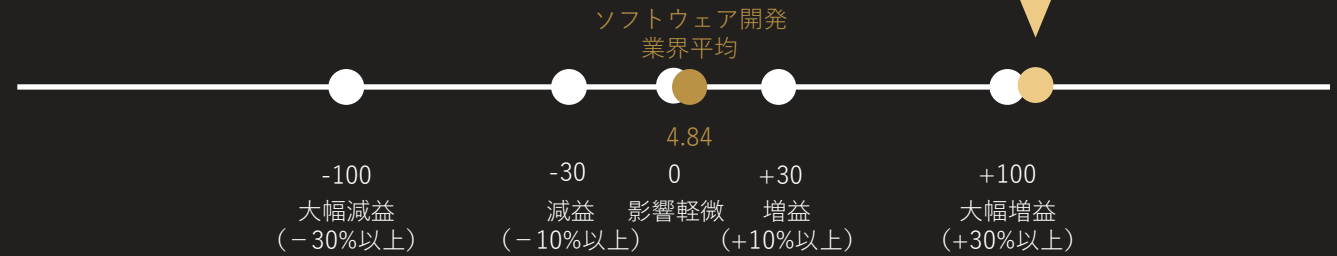 ソフトウェア開発
業界平均
4.84
-100
大幅減益
(－30%以上)
-30
減益
(－10%以上)
0
影響軽微
+30
増益
(+10%以上)
+100
大幅増益
(+30%以上)